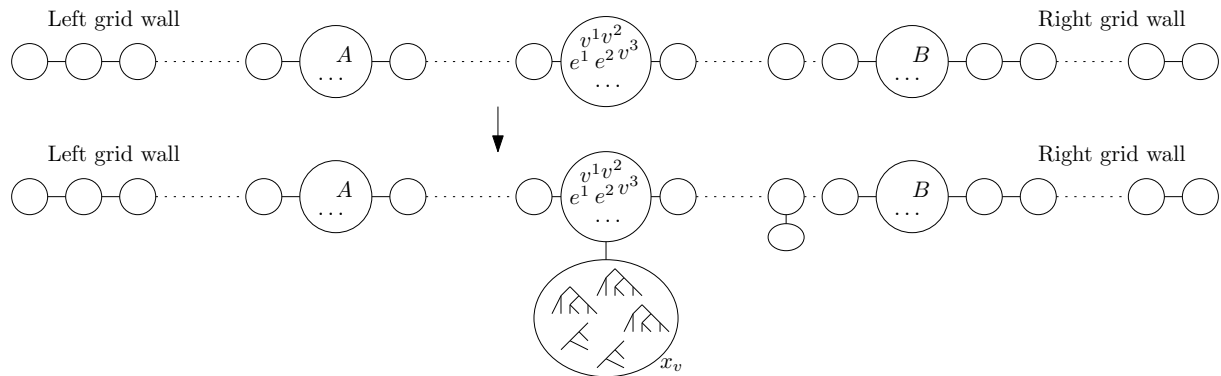 Left grid wall Right grid wall
A v¹v² B
... e¹ e² v³ ...
...
Left grid wall Right grid wall
A v¹v² B
... e¹ e² v³ ...
...
xᵥ